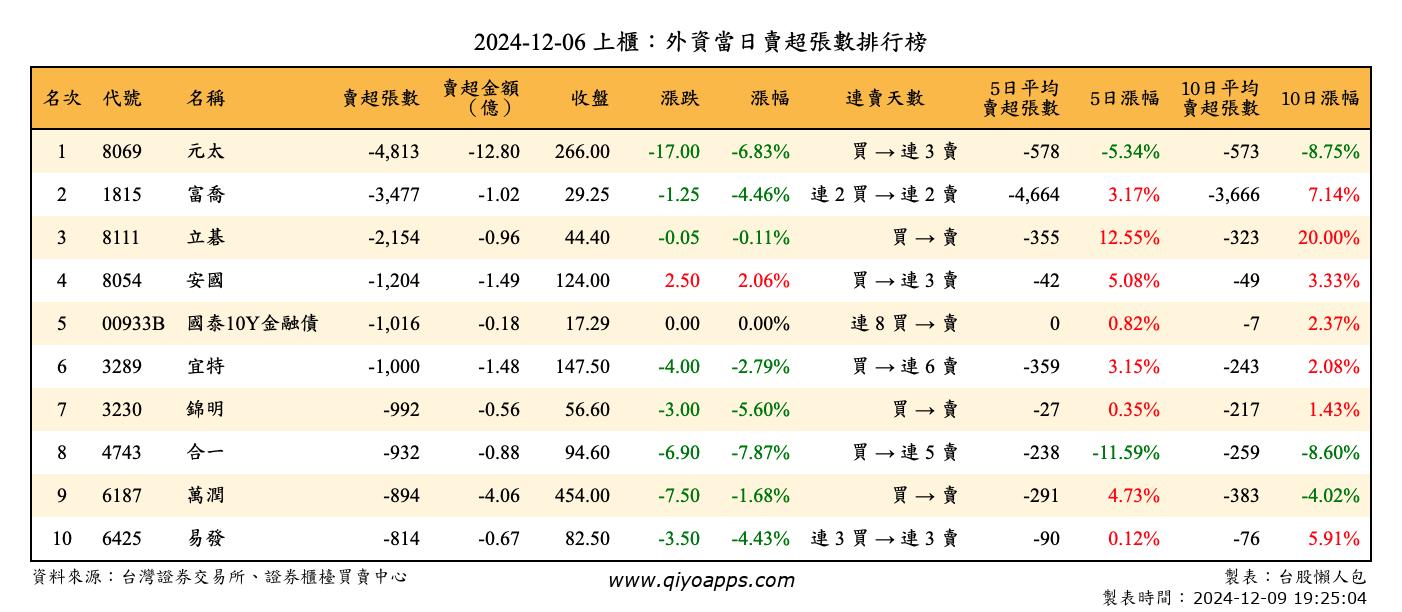 2024-12-06 上櫃：外資當日賣超張數排行榜
名次 代號 名稱 賣超張數 賣超金額（億） 收盤 漲跌 漲幅 連賣天數 5日平均賣超張數 5日漲幅 10日平均賣超張數 10日漲幅
1 8069 元太 -4,813 -12.80 266.00 -17.00 -6.83% 買 → 連 3 賣 -578 -5.34% -573 -8.75%
2 1815 富喬 -3,477 -1.02 29.25 -1.25 -4.46% 連 2 買 → 連 2 賣 -4,664 3.17% -3,666 7.14%
3 8111 立碁 -2,154 -0.96 44.40 -0.05 -0.11% 買 → 賣 -355 12.55% -323 20.00%
4 8054 安國 -1,204 -1.49 124.00 2.50 2.06% 買 → 連 3 賣 -42 5.08% -49 3.33%
5 00933B 國泰10Y金融債 -1,016 -0.18 17.29 0.00 0.00% 連 8 買 → 賣 0 0.82% -7 2.37%
6 3289 宜特 -1,000 -1.48 147.50 -4.00 -2.79% 買 → 連 6 賣 -359 3.15% -243 2.08%
7 3230 錦明 -992 -0.56 56.60 -3.00 -5.60% 買 → 賣 -27 0.35% -217 1.43%
8 4743 合一 -932 -0.88 94.60 -6.90 -7.87% 買 → 連 5 賣 -238 -11.59% -259 -8.60%
9 6187 萬潤 -894 -4.06 454.00 -7.50 -1.68% 買 → 賣 -291 4.73% -383 -4.02%
10 6425 易發 -814 -0.67 82.50 -3.50 -4.43% 連 3 買 → 連 3 賣 -90 0.12% -76 5.91%
資料來源：台灣證券交易所、證券櫃檯買賣中心 www.qiyoapps.com 製表：台股懶人包
製表時間：2024-12-09 19:25:04